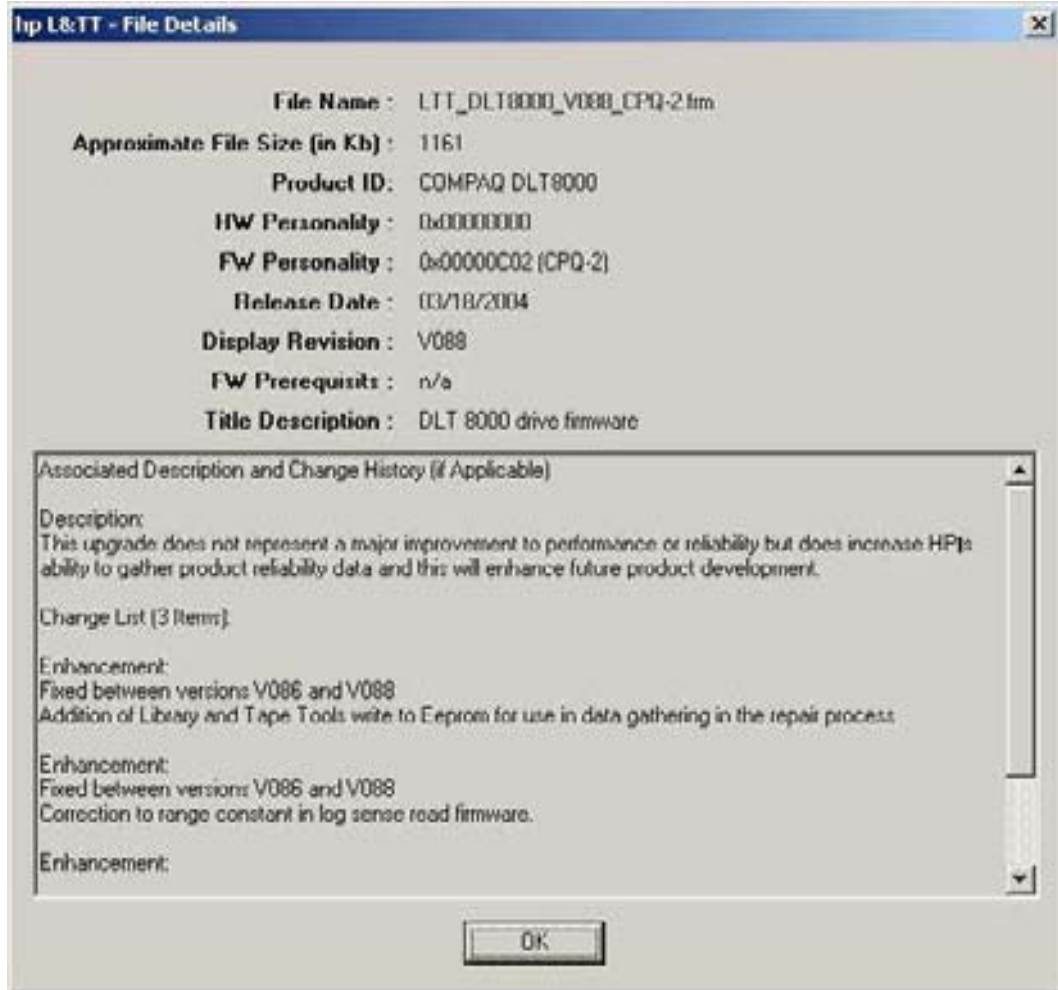 hp L&TT - File Details
File Name : LTT_DLT8000_V088_CPQ-2.frm
Approximate File Size (in Kb) : 1161
Product ID: COMPAQ DLT8000
HW Personality : 0x00000000
FW Personality : 0x00000C02 (CPQ-2)
Release Date : 03/18/2004
Display Revision : V088
FW Prerequisits : n/a
Title Description : DLT 8000 drive firmware
Associated Description and Change History (if Applicable)
Description:
This upgrade does not represent a major improvement to performance or reliability but does increase HP|s
ability to gather product reliability data and this will enhance future product development.
Change List (3 Items):
Enhancement:
Fixed between versions V086 and V088
Addition of Library and Tape Tools write to Eeprom for use in data gathering in the repair process
Enhancement:
Fixed between versions V086 and V088
Correction to range constant in log sense read firmware.
Enhancement:
OK